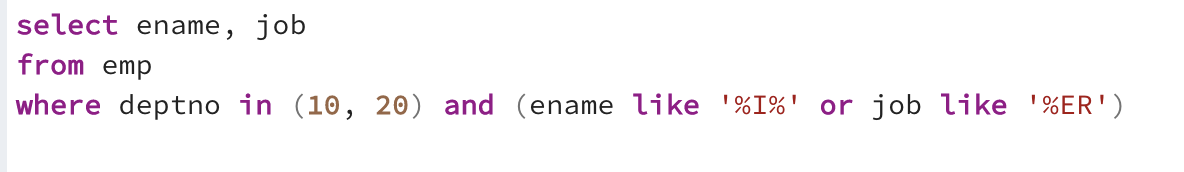 select ename, job
from emp
where deptno in (10, 20) and (ename like '%I%' or job like '%ER')